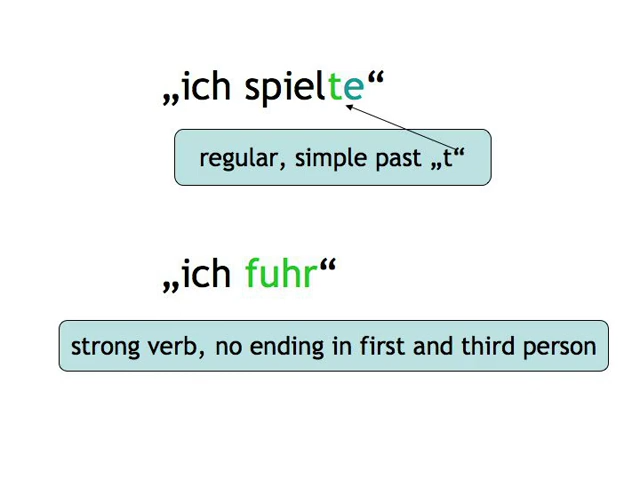 „ich spielte“
regular, simple past „t“
„ich fuhr“
strong verb, no ending in first and third person